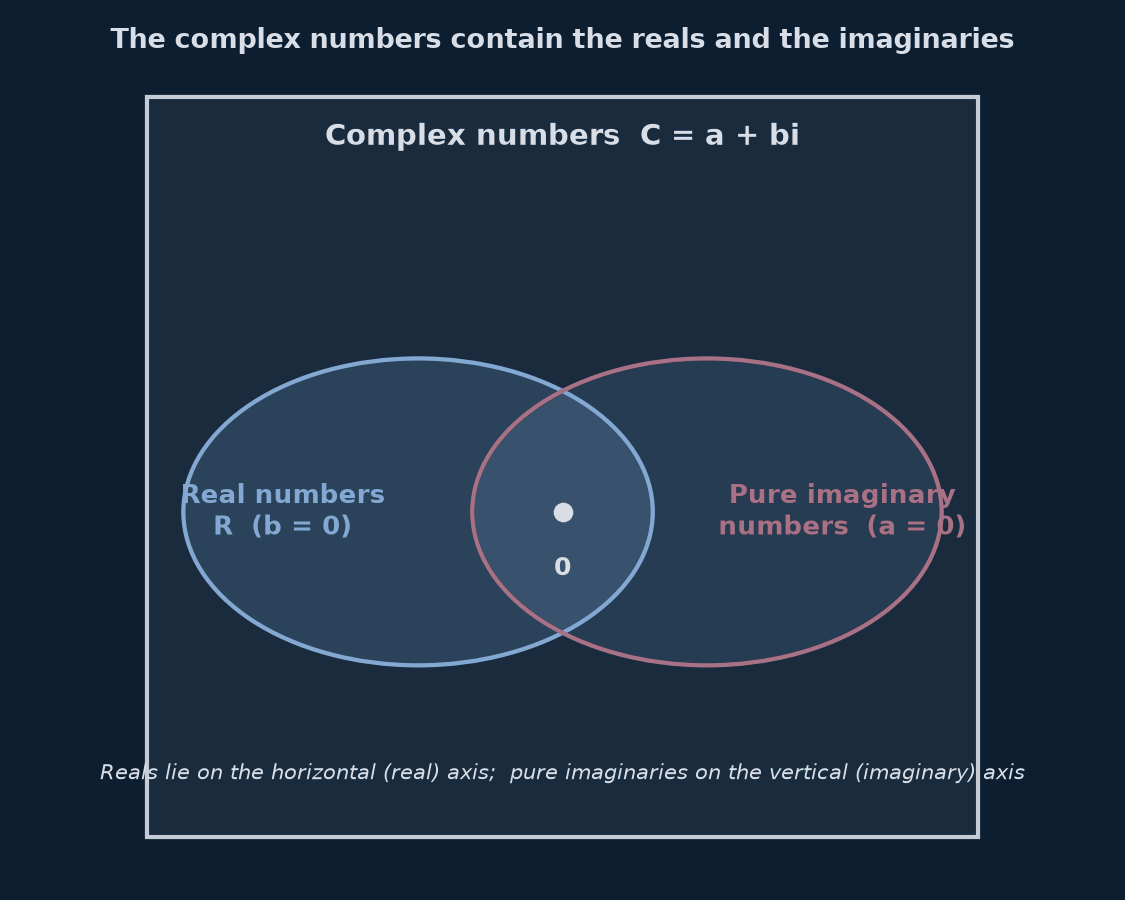 The complex numbers contain the reals and the imaginaries
Complex numbers  C = a + bi
Real numbers
R  (b = 0)
Pure imaginary
numbers  (a = 0)
0
Reals lie on the horizontal (real) axis;  pure imaginaries on the vertical (imaginary) axis